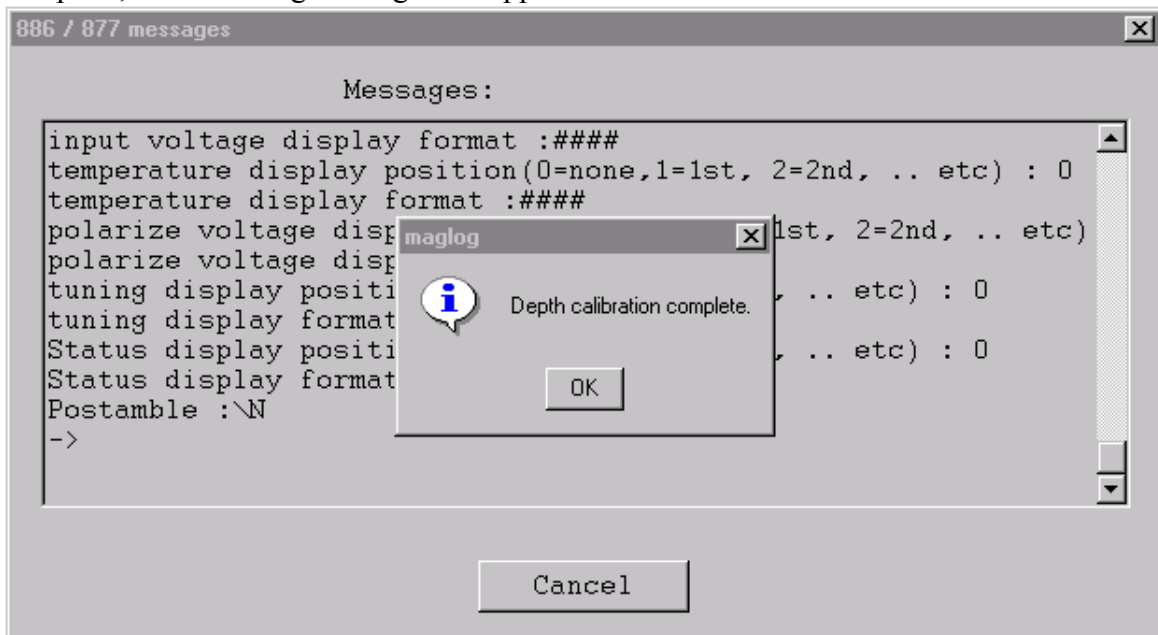 886 / 877 messages
Messages:
input voltage display format :####
temperature display position(0=none,1=1st, 2=2nd, .. etc) : 0
temperature display format :####
polarize voltage disp 1st, 2=2nd, .. etc)
polarize voltage disp
tuning display positi , .. etc) : 0
tuning display format
Status display positi , .. etc) : 0
Status display format
Postamble :\N
->
maglog
Depth calibration complete.
OK
Cancel